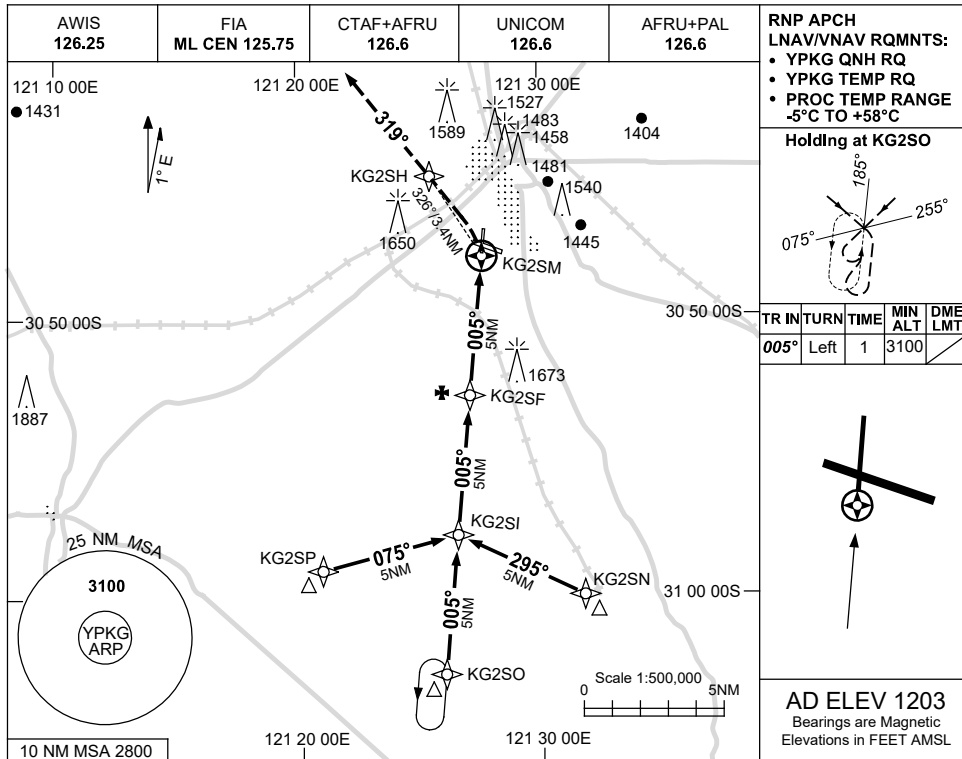 AWIS
126.25
FIA
ML CEN 125.75
CTAF+AFRU
126.6
UNICOM
126.6
AFRU+PAL
126.6
RNP APCH
LNAV/VNAV RQMNTS:
• YPKG QNH RQ
• YPKG TEMP RQ
• PROC TEMP RANGE
-5°C TO +58°C
121 10 00E
121 20 00E
121 30 00E
1431
1° E
319°
1589
1527
1483
1458
1481
1404
KG2SH
326°/3.4NM
1650
1540
1445
KG2SM
Holding at KG2SO
185°
255°
075°
30 50 00S
30 50 00S
TR IN
TURN
TIME
MIN
ALT
DME
LMT
005°
Left
1
3100
005°
5NM
1673
KG2SF
1887
005°
5NM
KG2SI
25 NM MSA
3100
YPKG
ARP
KG2SP
075°
5NM
295°
5NM
KG2SN
31 00 00S
005°
5NM
KG2SO
Scale 1:500,000
0
5NM
10 NM MSA 2800
121 20 00E
121 30 00E
AD ELEV 1203
Bearings are Magnetic
Elevations in FEET AMSL